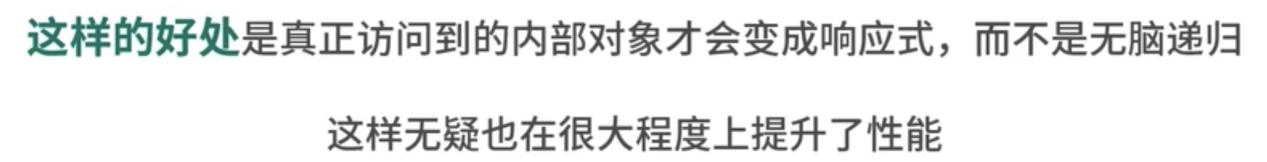 这样的好处是真正访问到的内部对象才会变成响应式，而不是无脑递归
这样无疑也在很大程度上提升了性能